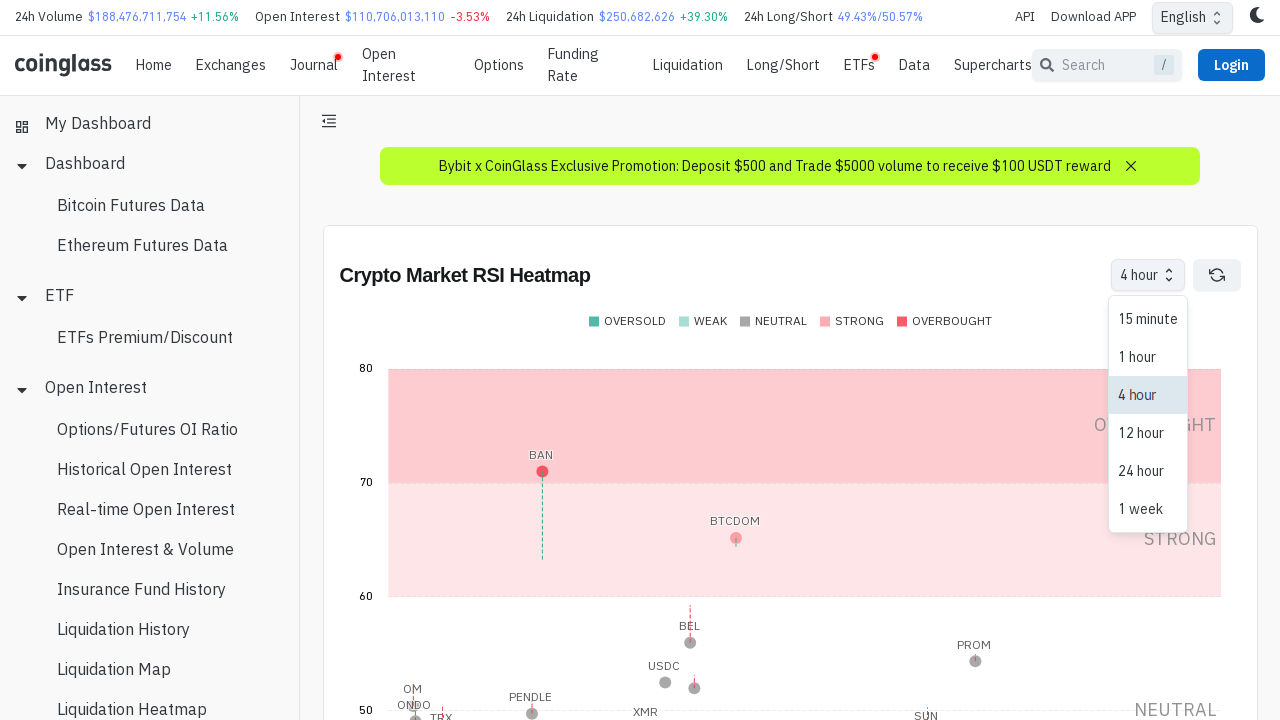 24h Volume $188,476,711,754 +11.56% Open Interest $110,706,013,110 -3.53% 24h Liquidation $250,682,626 +39.30% 24h Long/Short 49.43%/50.57% API Download APP English
coinglass Home Exchanges Journal Open Interest Options Funding Rate Liquidation Long/Short ETFs Data Supercharts Search / Login
My Dashboard
Dashboard
Bitcoin Futures Data
Ethereum Futures Data
ETF
ETFs Premium/Discount
Open Interest
Options/Futures OI Ratio
Historical Open Interest
Real-time Open Interest
Open Interest & Volume
Insurance Fund History
Liquidation History
Liquidation Map
Liquidation Heatmap
Bybit x CoinGlass Exclusive Promotion: Deposit $500 and Trade $5000 volume to receive $100 USDT reward
Crypto Market RSI Heatmap
4 hour
15 minute
1 hour
4 hour
12 hour
24 hour
1 week
OVERSOLD WEAK NEUTRAL STRONG OVERBOUGHT
80
BAN
70
BTCDOM
STRONG
60
BEL
PROM
USDC
OM
PENDLE
ONDO
XMR
50
NEUTRAL
TRX
SUN